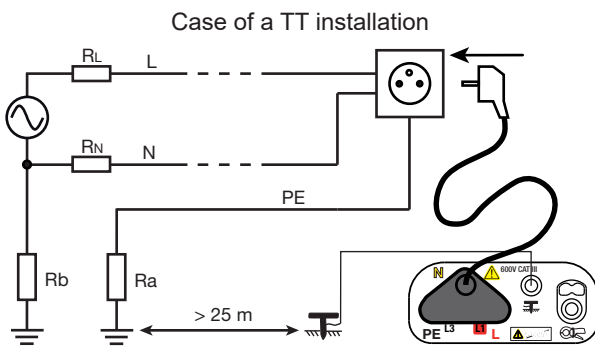 Case of a TT installation
RL
L
RN
N
PE
Rb
Ra
> 25 m
N
600V CAT III
PE
L3
L1
L